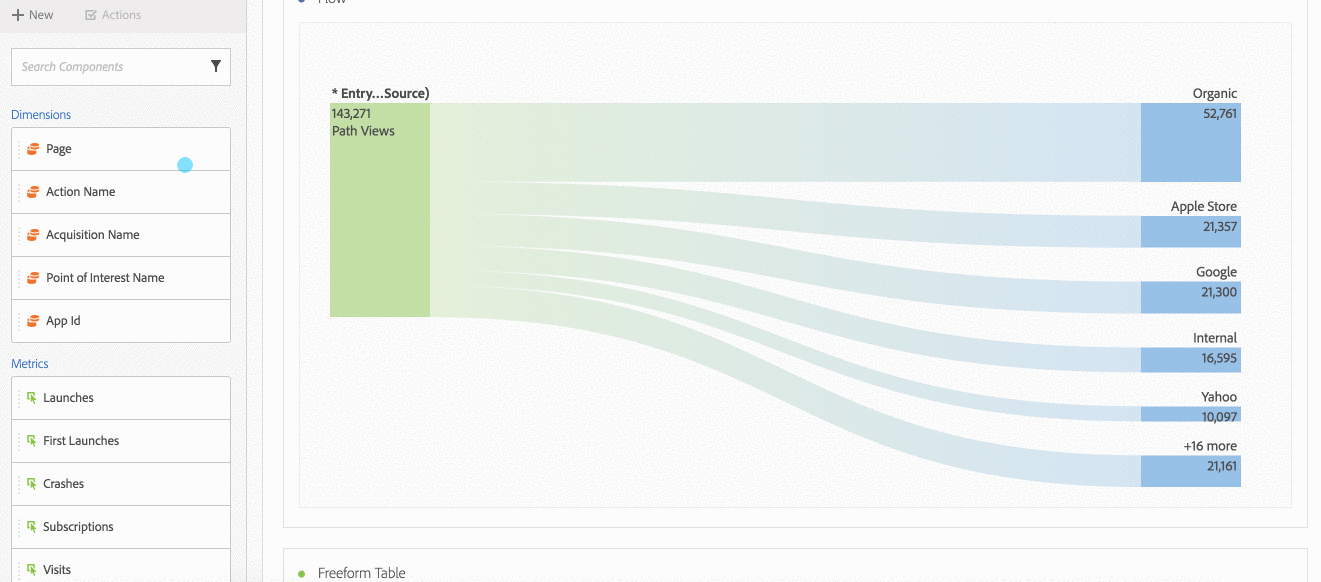 New
Actions
Search Components
Dimensions
Page
Action Name
Acquisition Name
Point of Interest Name
App Id
Metrics
Launches
First Launches
Crashes
Subscriptions
Visits
Flow
* Entry...Source)
143,271
Path Views
Organic
52,761
Apple Store
21,357
Google
21,300
Internal
16,595
Yahoo
10,097
+16 more
21,161
Freeform Table